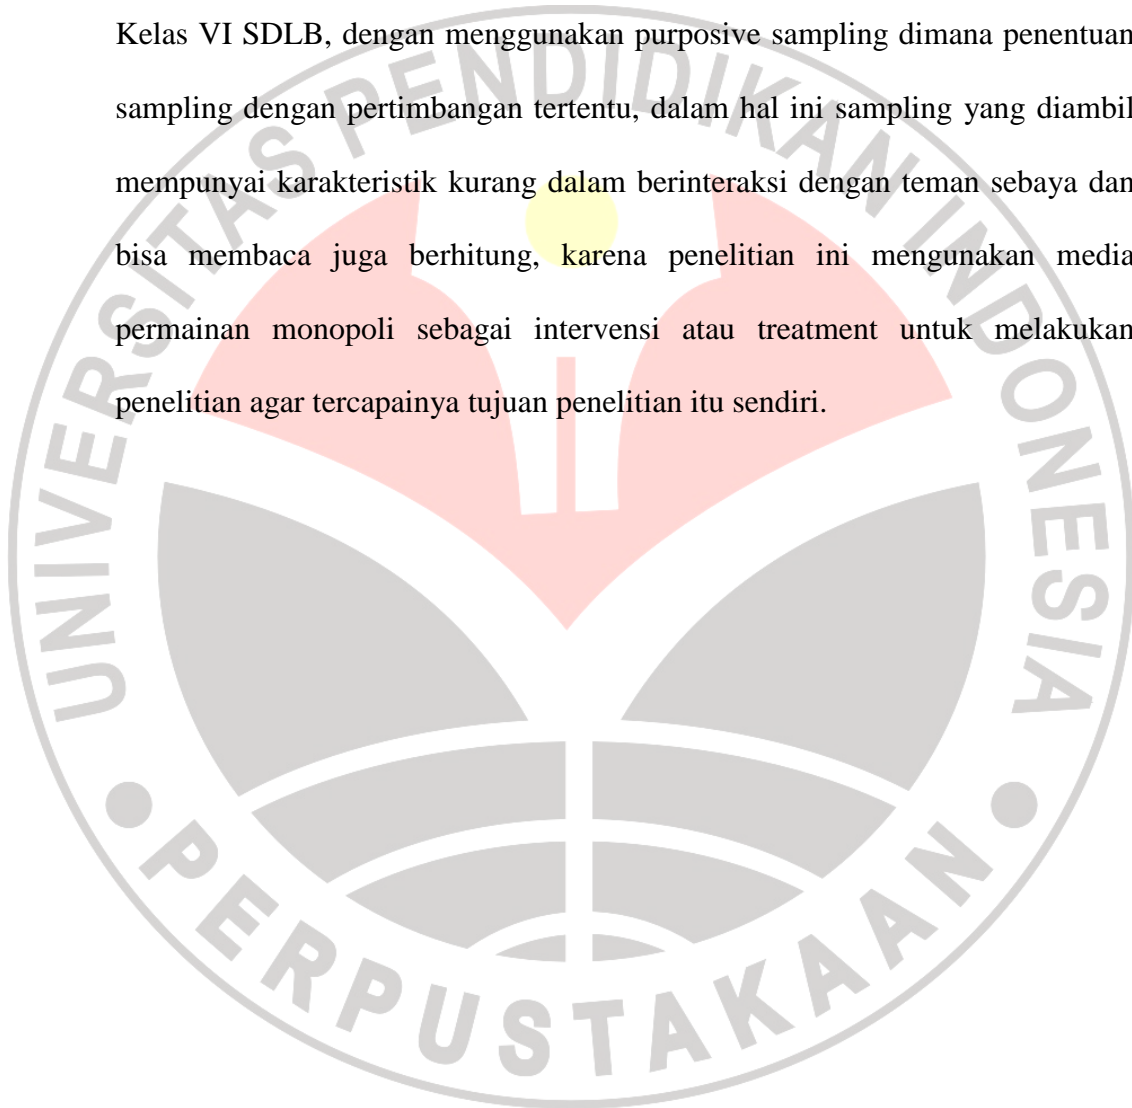 Kelas VI SDLB, dengan menggunakan purposive sampling dimana penentuan
sampling dengan pertimbangan tertentu, dalam hal ini sampling yang diambil
mempunyai karakteristik kurang dalam berinteraksi dengan teman sebaya dan
bisa membaca juga berhitung, karena penelitian ini mengunakan media
permainan monopoli sebagai intervensi atau treatment untuk melakukan
penelitian agar tercapainya tujuan penelitian itu sendiri.
UNIVERSITAS PENDIDIKAN INDONESIA
PERPUSTAKAAN